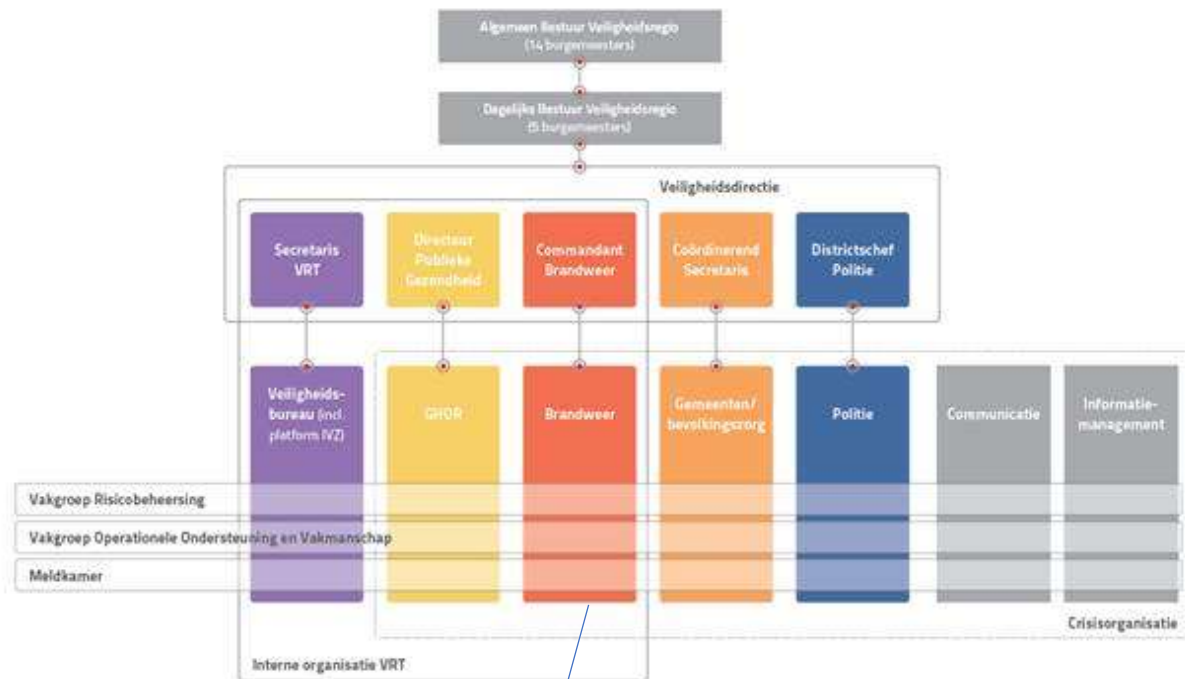 Algemeen Bestuur Veiligheidsregio
(14 burgemeesters)
Dagelijks Bestuur Veiligheidsregio
(5 burgemeesters)
Veiligheidsdirectie
Secretaris
VRT
Directeur
Publieke
Gezondheid
Commandant
Brandweer
Coördinerend
Secretaris
Districtschef
Politie
Veiligheids-
bureau (incl.
platform IVZ)
GHOR
Brandweer
Gemeenten/
bevolkingszorg
Politie
Communicatie
Informatie-
management
Vakgroep Risicobeheersing
Vakgroep Operationele Ondersteuning en Vakmanschap
Meldkamer
Crisisorganisatie
Interne organisatie VRT